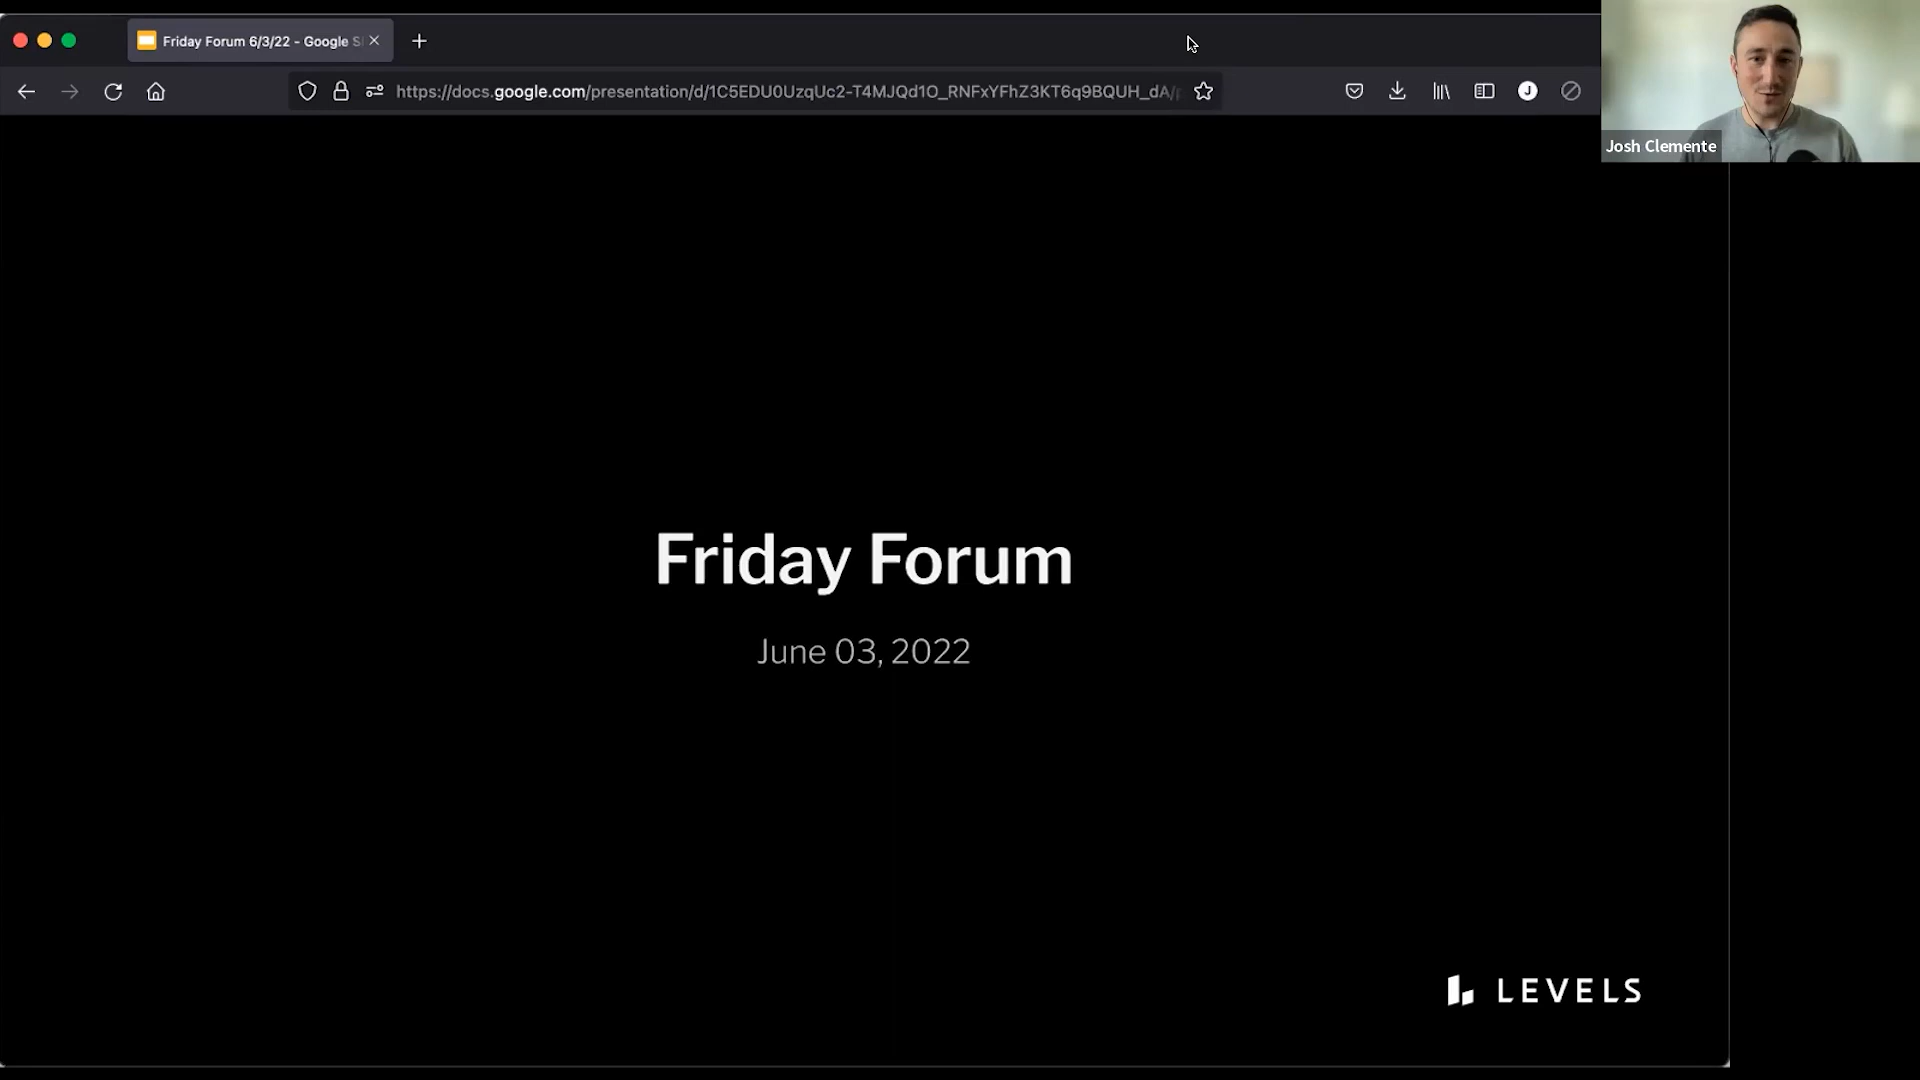 Friday Forum 6/3/22 - Google S
https://docs.google.com/presentation/d/1C5EDU0UzqUc2-T4MJQd1O_RNFxYFhZ3KT6q9BQUH_dA/
J
Josh Clemente
Friday Forum
June 03, 2022
LEVELS